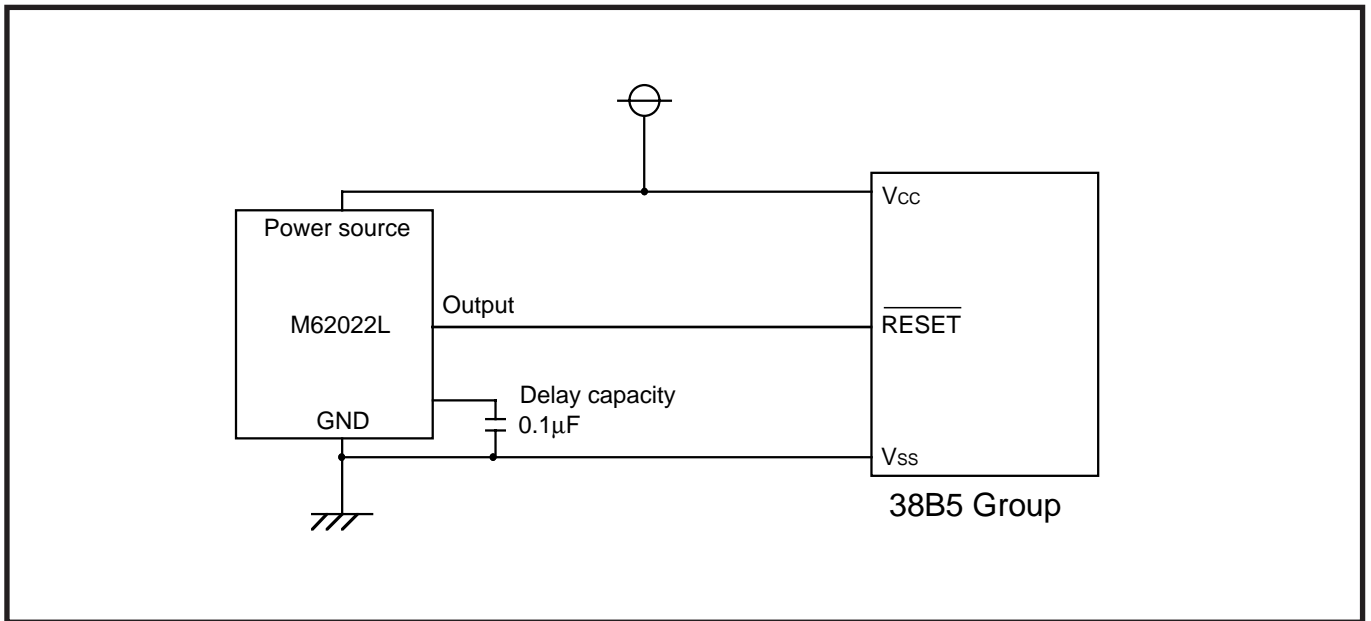 Vcc
Power source
Output
M62022L
RESET
Delay capacity
0.1µF
GND
Vss
38B5 Group